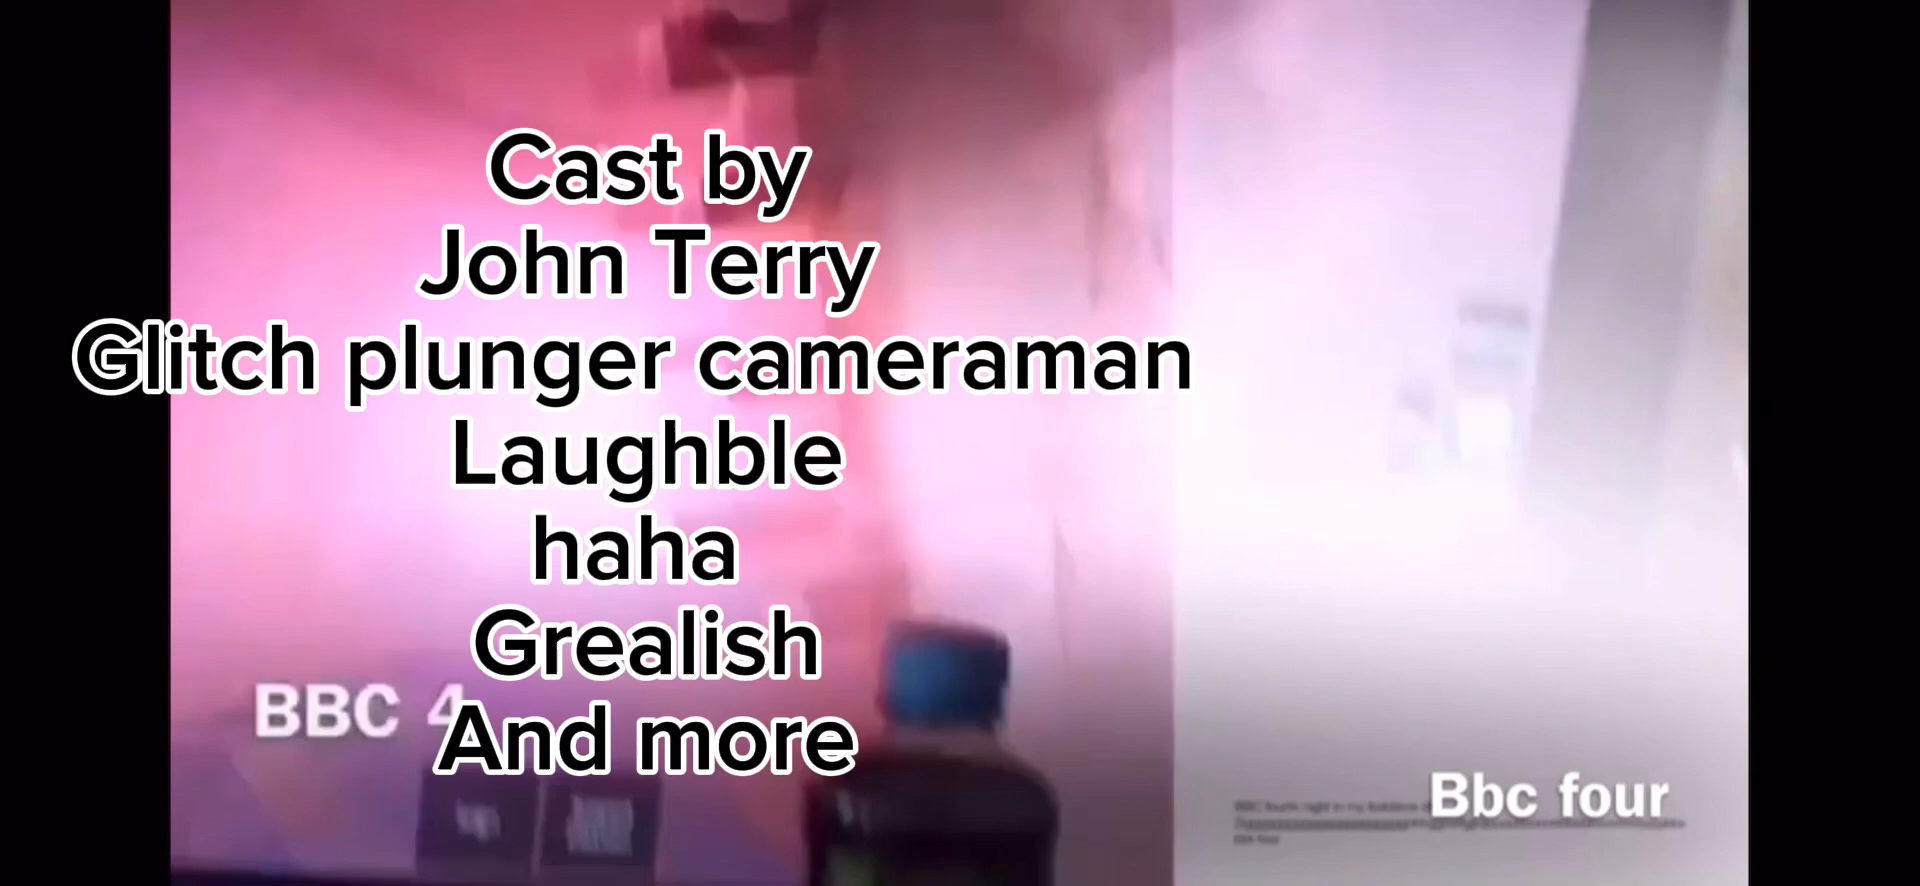 Cast by
John Terry
Glitch plunger cameraman
Laughble
haha
Grealish
And more
BBC 4
Bbc four